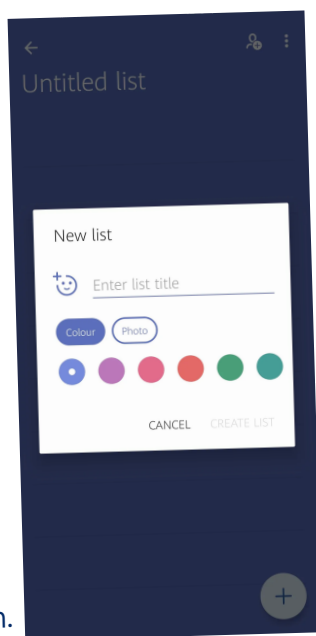 Untitled list
New list
Enter list title
Colour Photo
CANCEL CREATE LIST